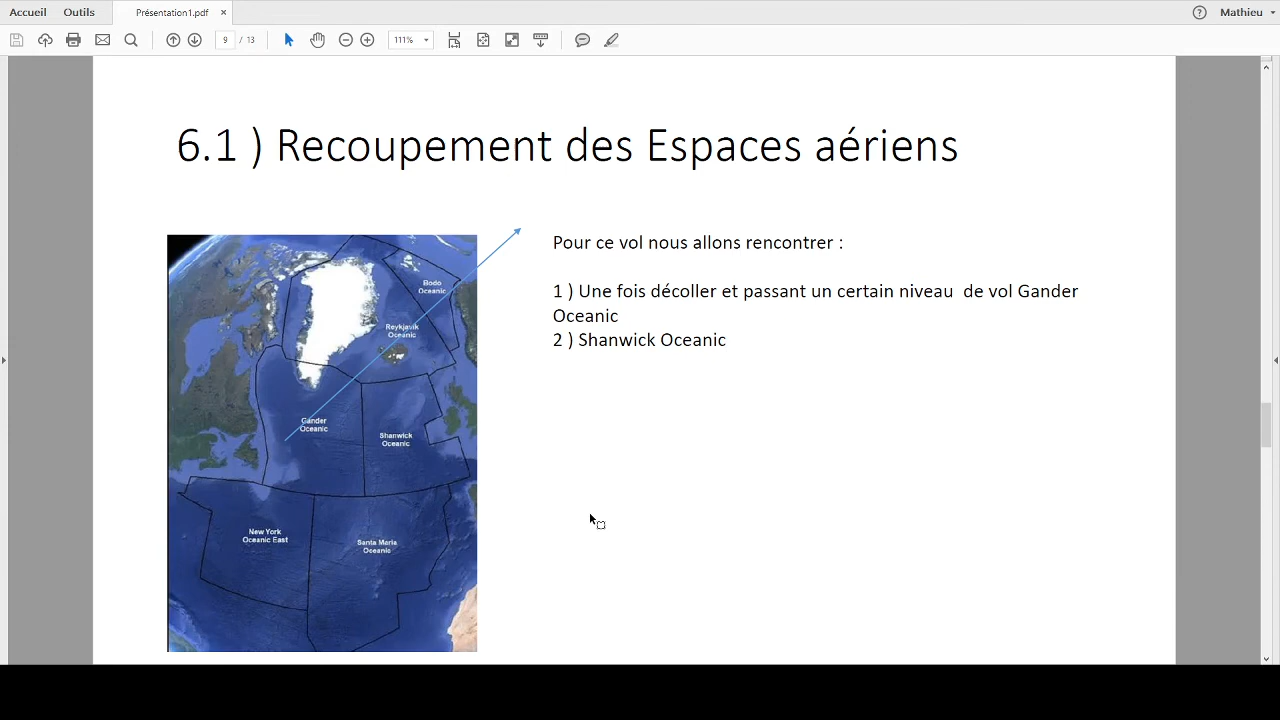 Accueil Outils Présentation1.pdf × ? Mathieu
9 / 13 111%
6.1 ) Recoupement des Espaces aériens
Pour ce vol nous allons rencontrer :
1 ) Une fois décoller et passant un certain niveau de vol Gander
Oceanic
2 ) Shanwick Oceanic
Bodo
Oceanic
Reykjavik
Oceanic
Gander
Oceanic
Shanwick
Oceanic
New York
Oceanic East
Santa Maria
Oceanic